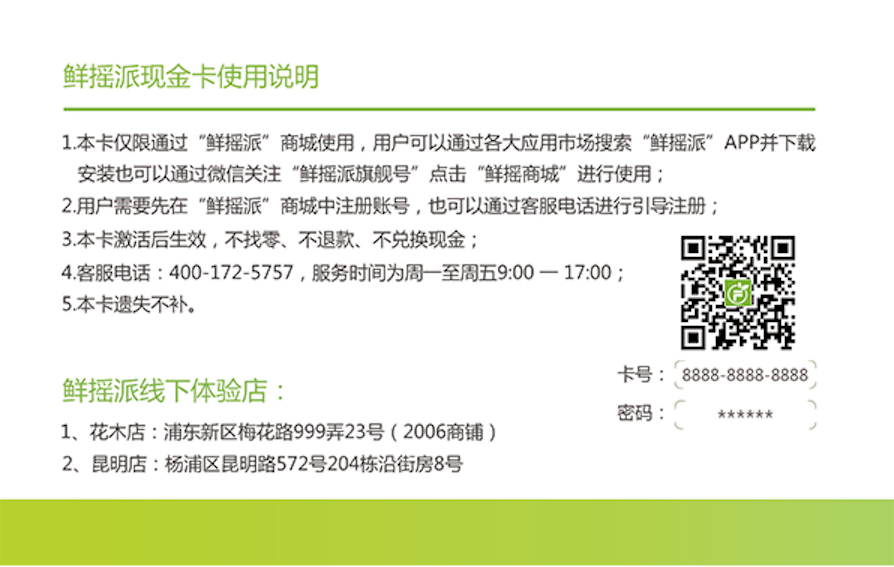 鲜摇派现金卡使用说明
1.本卡仅限通过“鲜摇派”商城使用，用户可以通过各大应用市场搜索“鲜摇派”APP并下载
安装也可以通过微信关注“鲜摇派旗舰号”点击“鲜摇商城”进行使用；
2.用户需要先在“鲜摇派”商城中注册账号，也可以通过客服电话进行引导注册；
3.本卡激活后生效，不找零、不退款、不兑换现金；
4.客服电话：400-172-5757，服务时间为周一至周五9:00 一 17:00；
5.本卡遗失不补。
卡号：8888-8888-8888
密码：******
鲜摇派线下体验店：
1、花木店：浦东新区梅花路999弄23号（2006商铺）
2、昆明店：杨浦区昆明路572号204栋沿街房8号